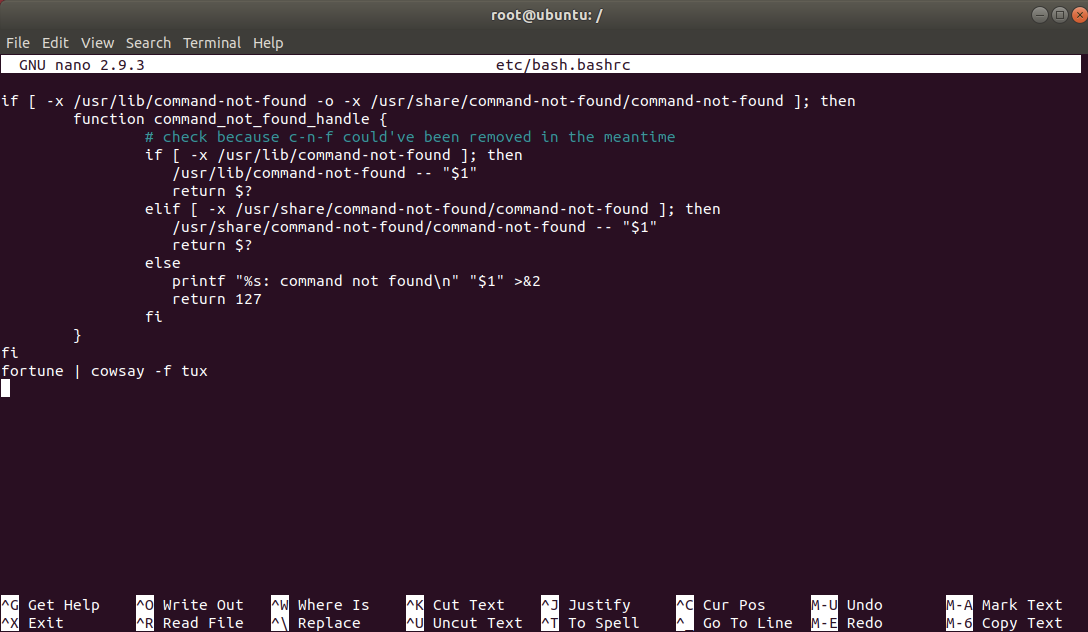 root@ubuntu: /
File Edit View Search Terminal Help
GNU nano 2.9.3 etc/bash.bashrc
if [ -x /usr/lib/command-not-found -o -x /usr/share/command-not-found/command-not-found ]; then
        function command_not_found_handle {
                # check because c-n-f could've been removed in the meantime
                if [ -x /usr/lib/command-not-found ]; then
                   /usr/lib/command-not-found -- "$1"
                   return $?
                elif [ -x /usr/share/command-not-found/command-not-found ]; then
                   /usr/share/command-not-found/command-not-found -- "$1"
                   return $?
                else
                   printf "%s: command not found\n" "$1" >&2
                   return 127
                fi
        }
fi
fortune | cowsay -f tux
^G Get Help ^O Write Out ^W Where Is ^K Cut Text ^J Justify ^C Cur Pos M-U Undo M-A Mark Text
^X Exit ^R Read File ^\ Replace ^U Uncut Text ^T To Spell ^_ Go To Line M-E Redo M-6 Copy Text